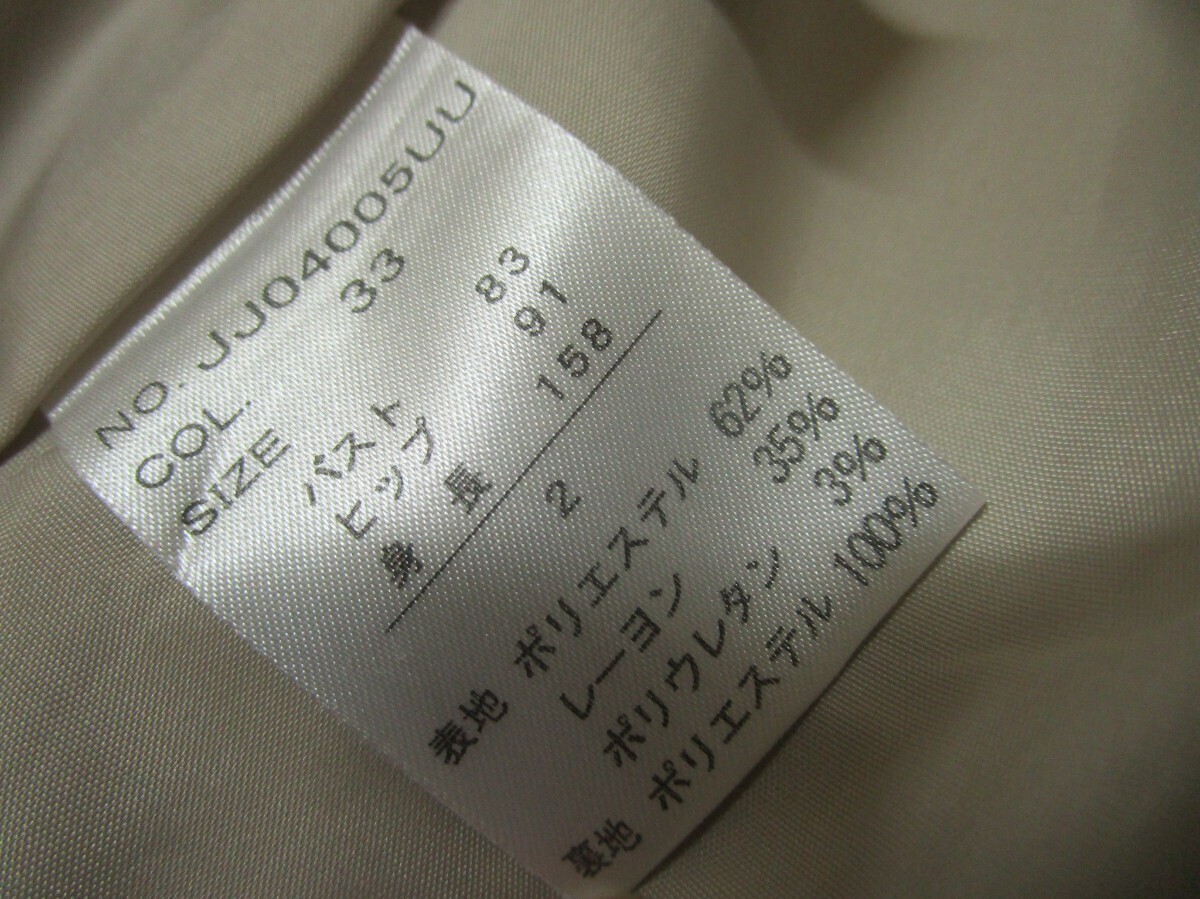 NO. JJ04005UU
COL. 33
SIZE
バスト 83
ヒップ 91
身長 158
2
表地 ポリエステル 62%
レーヨン 35%
ポリウレタン 3%
裏地 ポリエステル 100%